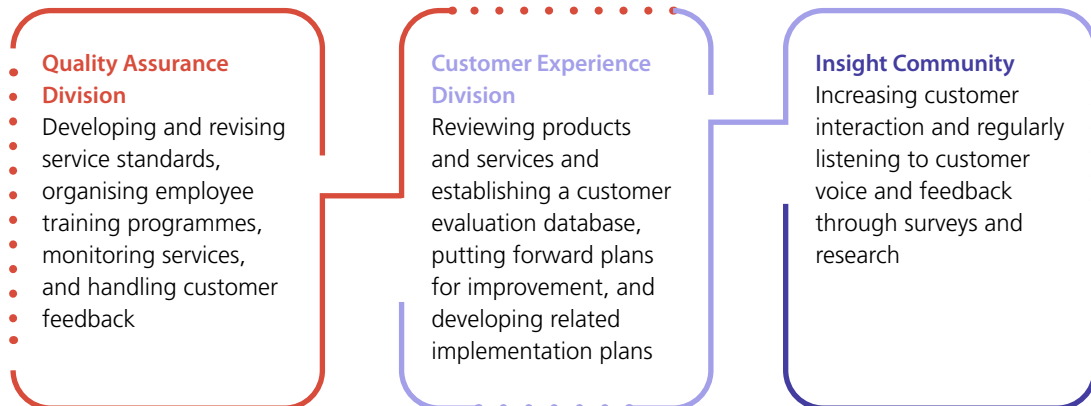 Quality Assurance
Division
Developing and revising
service standards,
organising employee
training programmes,
monitoring services,
and handling customer
feedback
Customer Experience
Division
Reviewing products
and services and
establishing a customer
evaluation database,
putting forward plans
for improvement, and
developing related
implementation plans
Insight Community
Increasing customer
interaction and regularly
listening to customer
voice and feedback
through surveys and
research